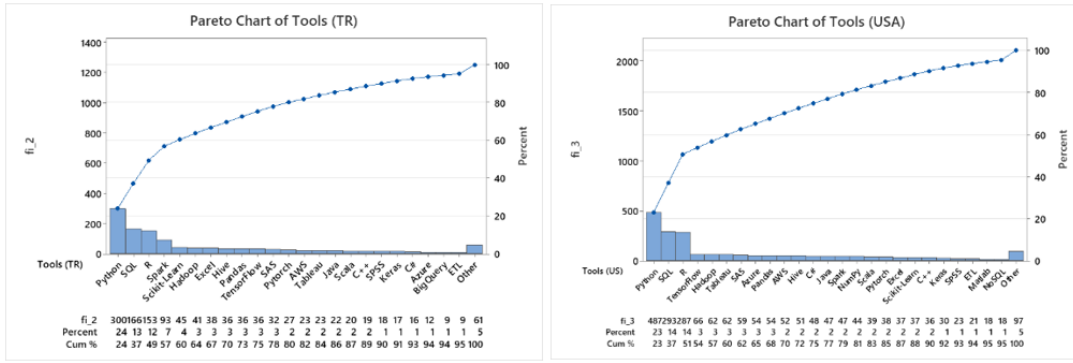 Pareto Chart of Tools (TR)
1400
1200
1000
800
600
400
200
0
fi_2
100
80
60
40
20
0
Percent
Tools (TR)
Python
SQL
R
Spark
Scikit-Learn
Hadoop
Excel
Hive
Pandas
TensorFlow
SAS
Pytorch
AWS
Tableau
Java
Scala
C++
SPSS
Keras
C#
Azure
BigQuery
ETL
Other
fi_2 300 166 153 93 45 41 38 36 36 36 32 27 23 23 22 20 19 18 17 16 12 9 9 61
Percent 24 13 12 7 4 3 3 3 3 3 3 2 2 2 2 2 2 1 1 1 1 1 1 5
Cum % 24 37 49 57 60 64 67 70 73 75 78 80 82 84 86 87 89 90 91 93 94 94 95 100
Pareto Chart of Tools (USA)
2000
1500
1000
500
0
fi_3
100
80
60
40
20
0
Percent
Tools (US)
Python
SQL
R
TensorFlow
Hadoop
Tableau
SAS
Azure
Pandas
AWS
Hive
C#
Java
Spark
NumPy
Scala
Pytorch
Excel
Scikit-Learn
C++
Keras
SPSS
ETL
Matlab
NoSQL
Other
fi_3 487 293 287 66 62 62 59 54 54 54 52 51 48 47 47 44 43 37 37 36 30 23 21 18 18 97
Percent 23 14 14 3 3 3 3 3 3 3 2 2 2 2 2 2 2 2 2 2 1 1 1 1 1 5
Cum % 23 37 51 54 57 60 62 65 68 70 72 75 77 79 81 83 85 87 88 90 92 93 94 95 95 100